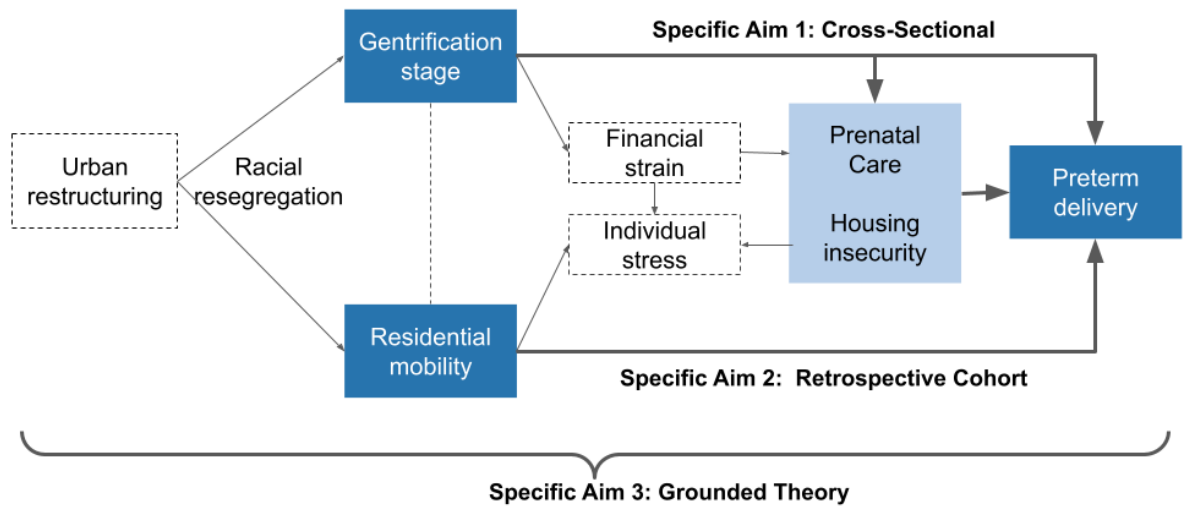 Gentrification
stage
Specific Aim 1: Cross-Sectional
Urban
restructuring
Racial
resegregation
Financial
strain
Individual
stress
Prenatal
Care
Housing
insecurity
Preterm
delivery
Residential
mobility
Specific Aim 2:  Retrospective Cohort
Specific Aim 3: Grounded Theory